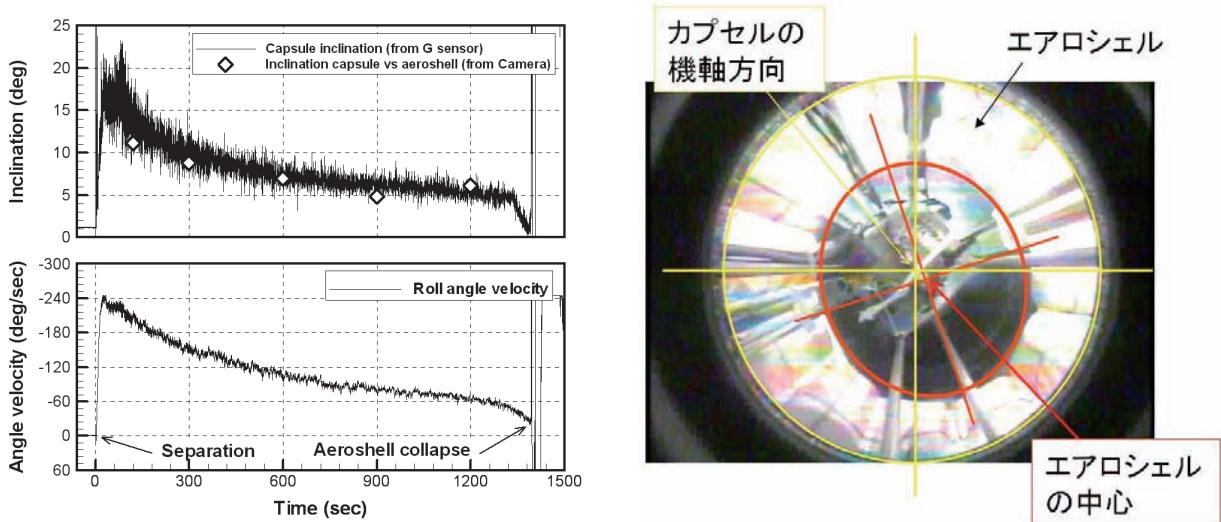 25
20
15
10
5
0
Inclination (deg)
Capsule inclination (from G sensor)
Inclination capsule vs aeroshell (from Camera)
-300
-240
-180
-120
-60
0
60
Angle velocity (deg/sec)
Roll angle velocity
Separation
Aeroshell collapse
0 300 600 900 1200 1500
Time (sec)
カプセルの
機軸方向
エアロシェル
エアロシェル
の中心